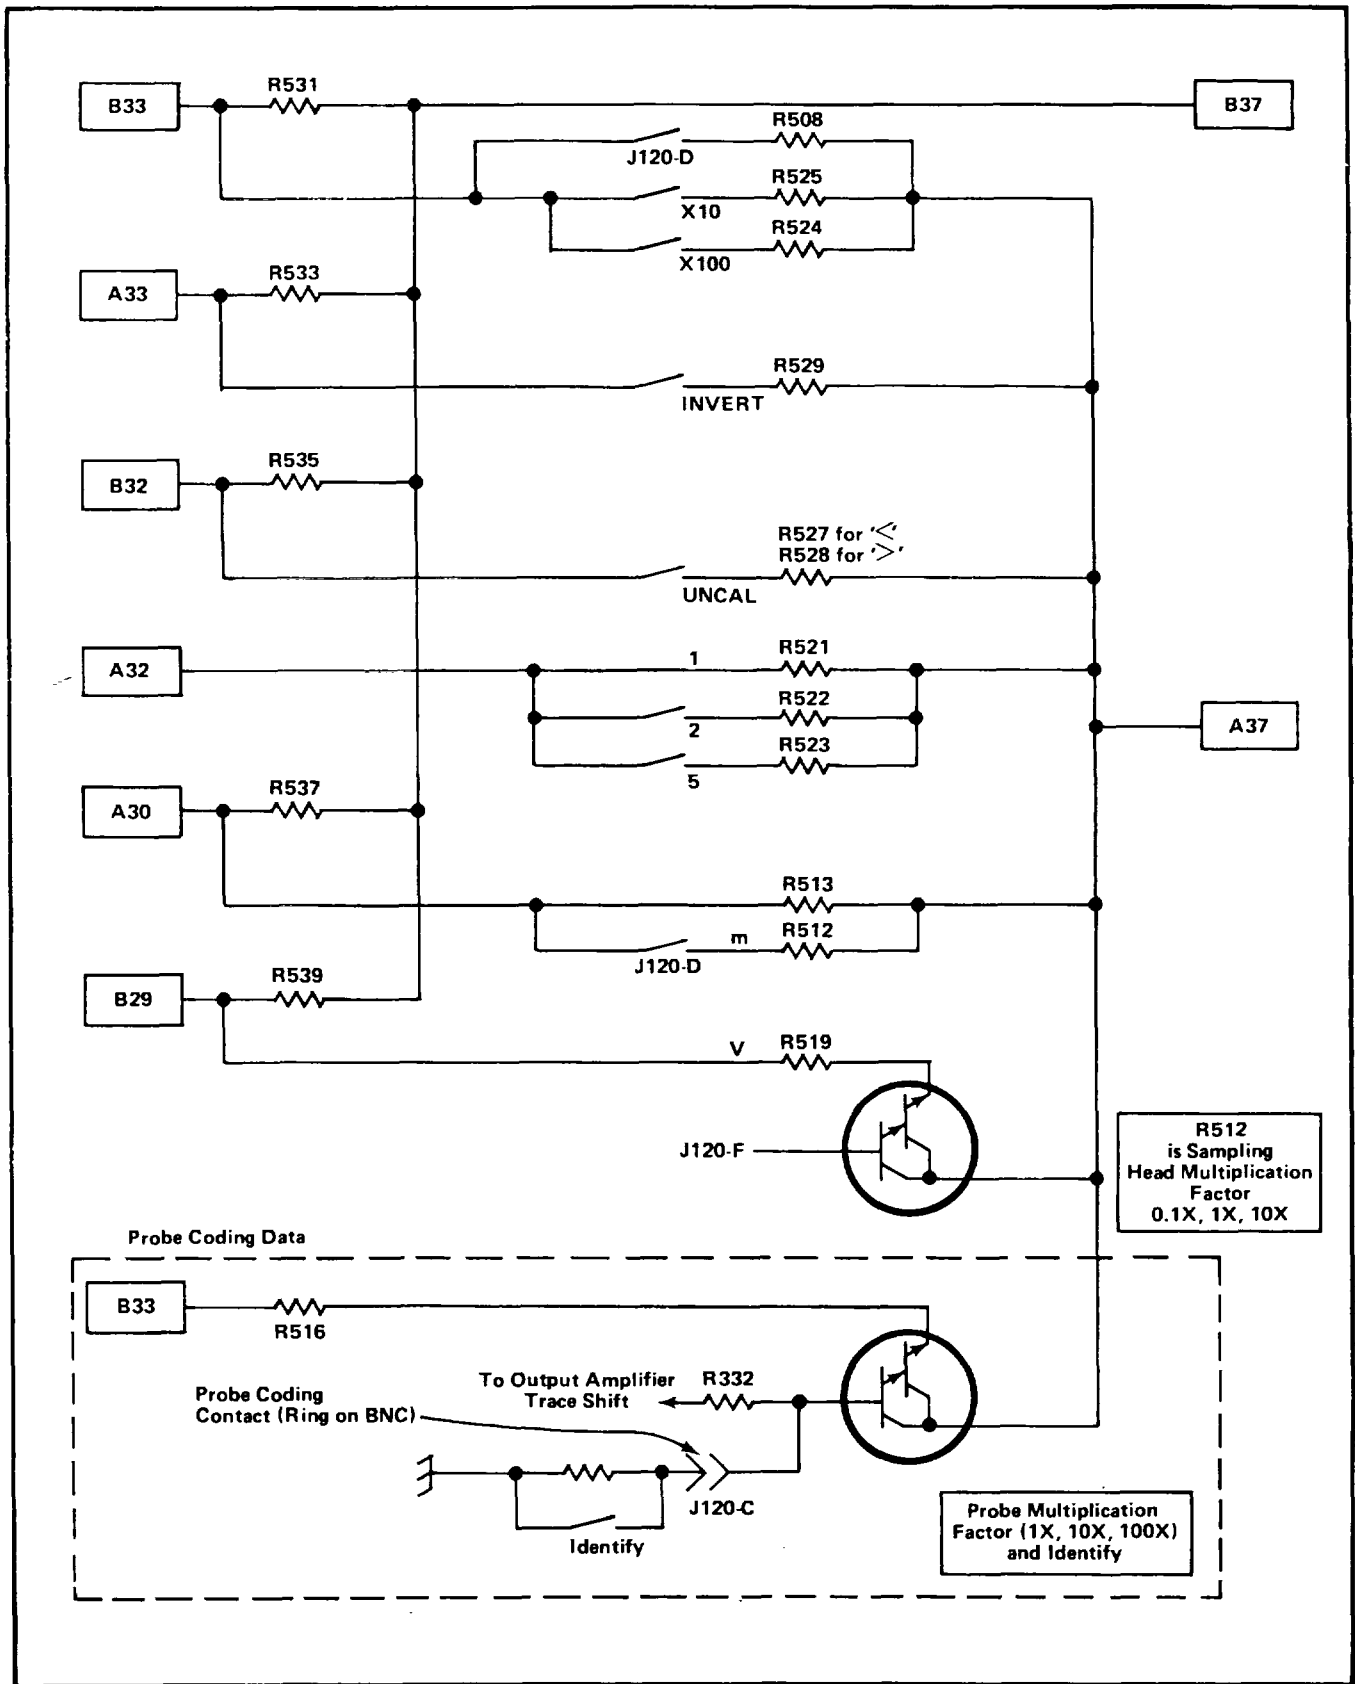 R531
B33
B37
R508
J120-D
R525
X10
R524
X100
R533
A33
R529
INVERT
R535
B32
R527 for '<'
R528 for '>'
UNCAL
A32
1
R521
R522
2
R523
5
A37
R537
A30
R513
m
R512
J120-D
R539
B29
V
R519
J120-F
R512
is Sampling
Head Multiplication
Factor
0.1X, 1X, 10X
Probe Coding Data
B33
R516
To Output Amplifier
Trace Shift
R332
Probe Coding
Contact (Ring on BNC)
J120-C
Identify
Probe Multiplication
Factor (1X, 10X, 100X)
and Identify